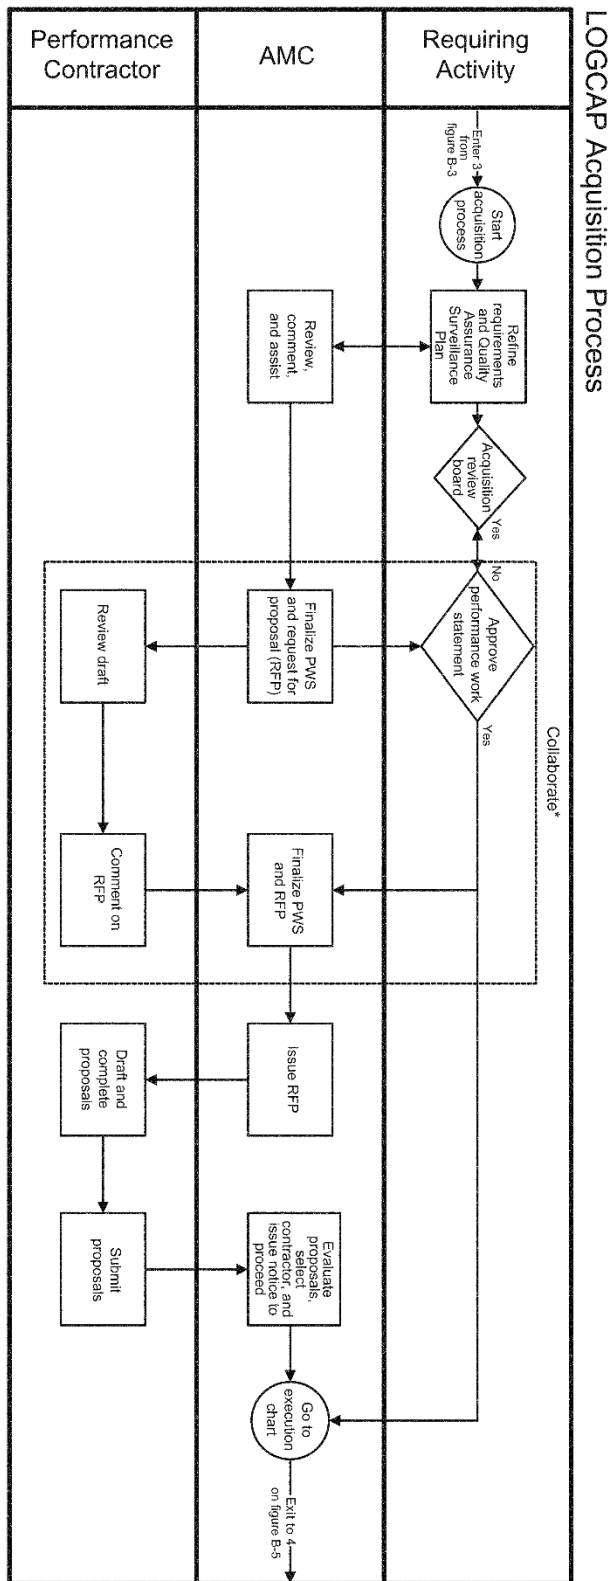 LOGCAP Acquisition Process
Requiring
Activity
AMC
Performance
Contractor
Enter 3
from
figure B-3
Start
acquisition
process
Refine
requirements
and Quality
Assurance
Surveillance
Plan
Acquisition
review
board
Yes
No
Approve
performance work
statement
Yes
Collaborate*
Review,
comment,
and assist
Finalize PWS
and request for
proposal (RFP)
Finalize PWS
and RFP
Issue RFP
Evaluate
proposals,
select
contractor, and
issue notice to
proceed
Go to
execution
chart
Exit to 4
on figure B-5
Review draft
Comment on
RFP
Draft and
complete
proposals
Submit
proposals